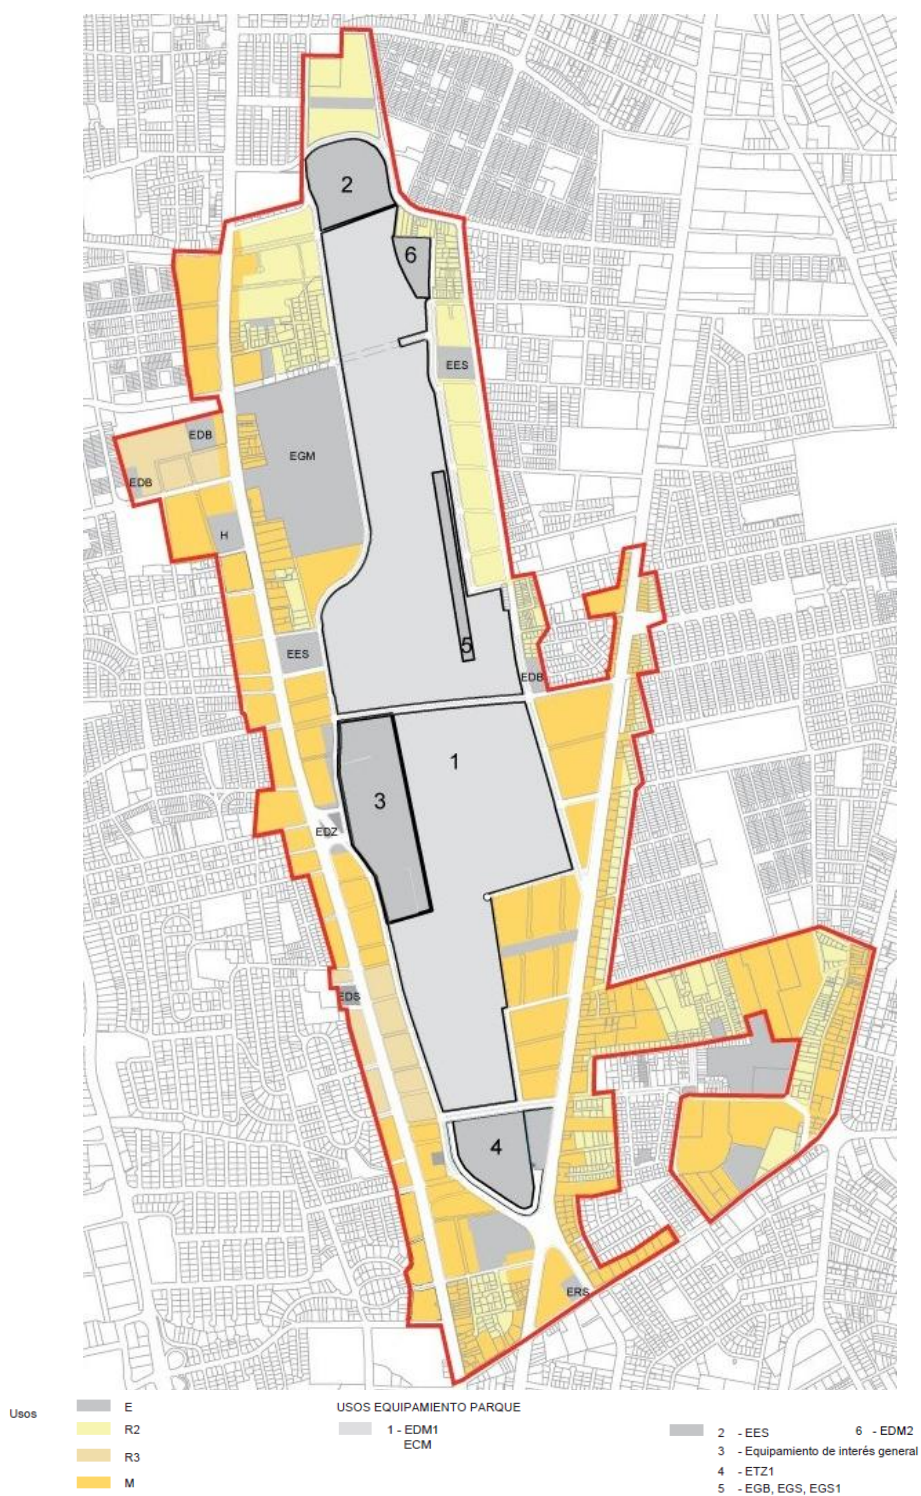 2
6
EES
EDB
EGM
EDB
H
5
EES
EDB
1
3
EDZ
EDS
4
ERS
Usos
E
R2
R3
M
USOS EQUIPAMIENTO PARQUE
1 - EDM1
ECM
2 - EES
6 - EDM2
3 - Equipamiento de interés general
4 - ETZ1
5 - EGB, EGS, EGS1